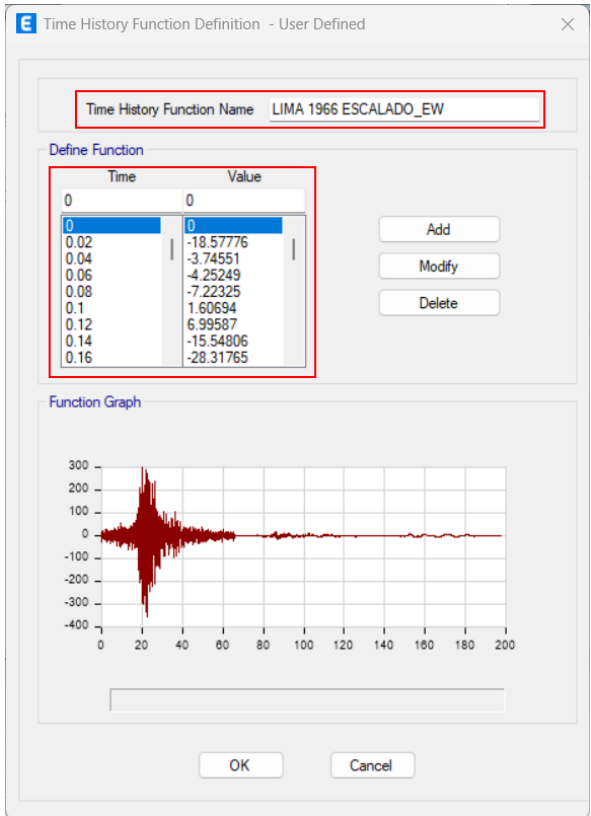 E Time History Function Definition - User Defined
Time History Function Name LIMA 1966 ESCALADO_EW
Define Function
Time Value
0 0
0 0
0.02 -18.57776
0.04 -3.74551
0.06 -4.25249
0.08 -7.22325
0.1 1.60694
0.12 6.99587
0.14 -15.54806
0.16 -28.31765
Add
Modify
Delete
Function Graph
300
200
100
0
-100
-200
-300
-400
0 20 40 60 80 100 120 140 160 180 200
OK Cancel